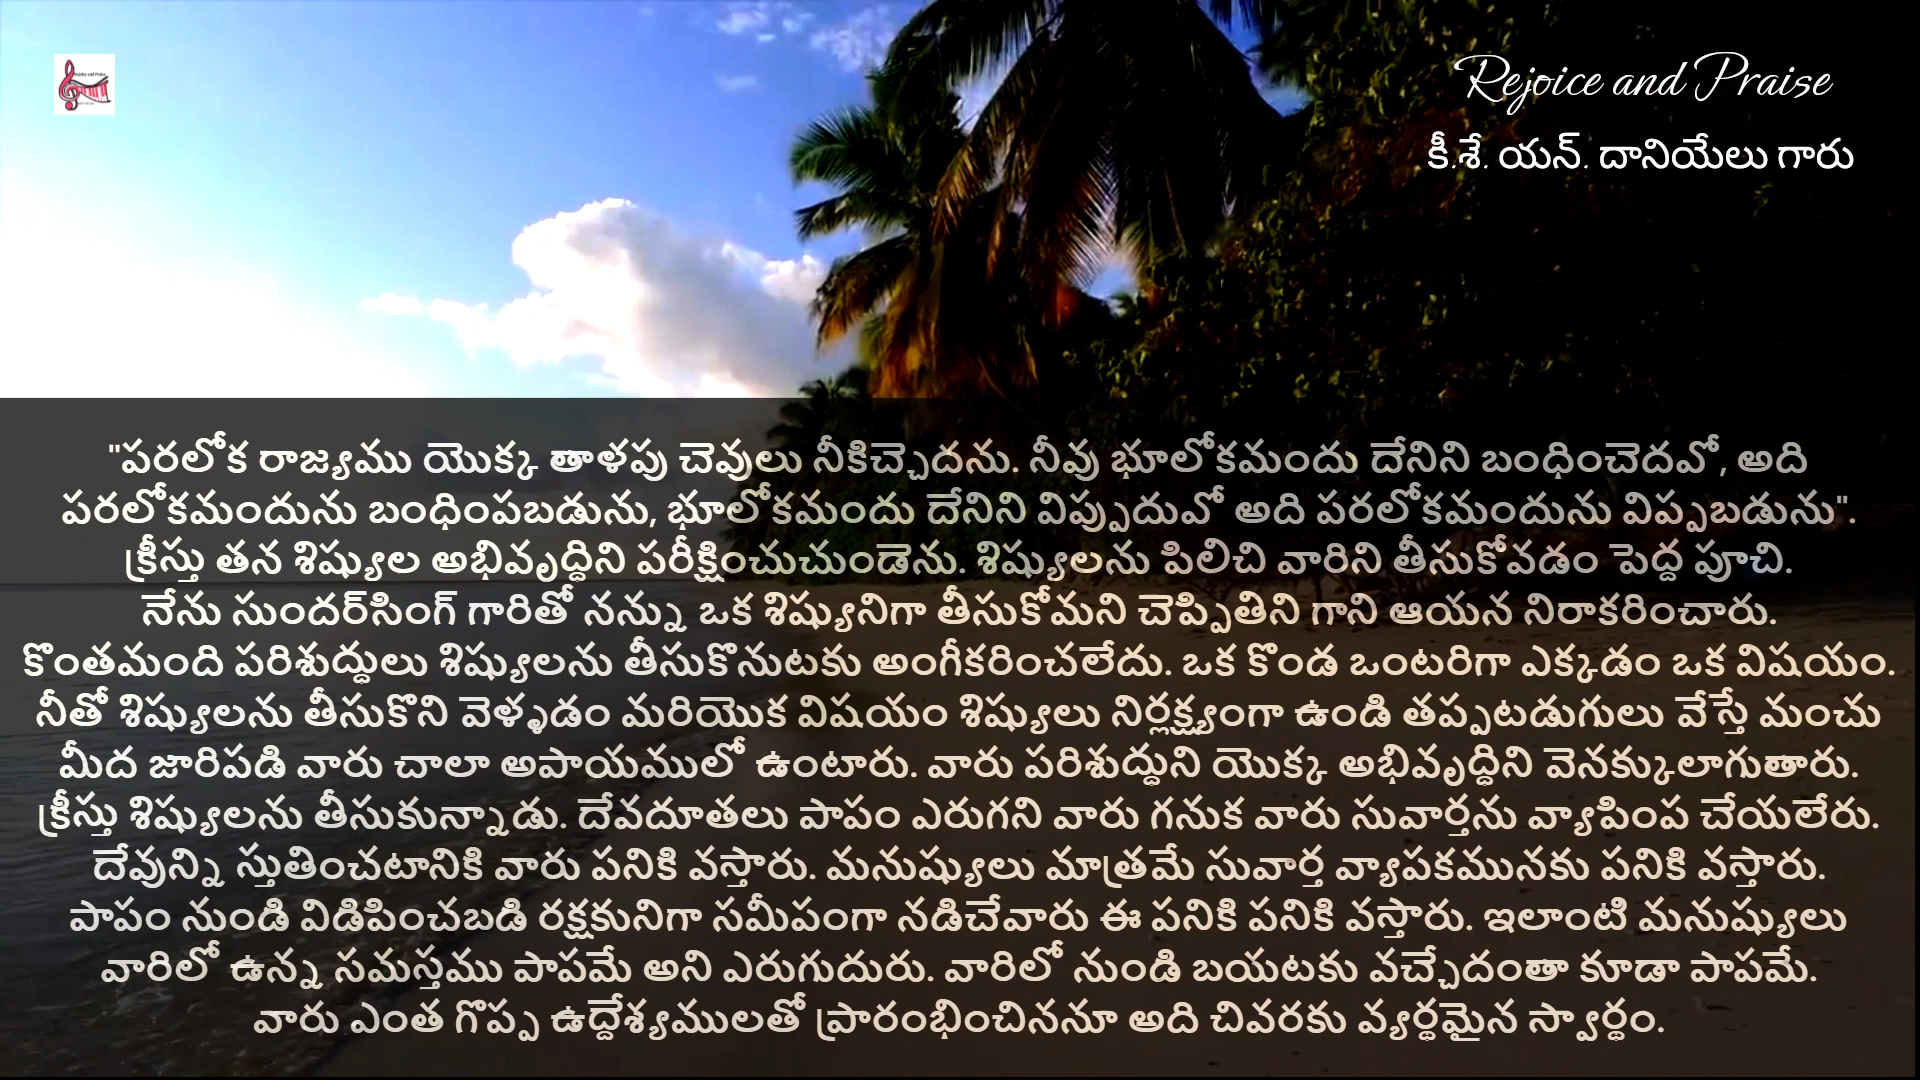 Rejoice and Praise
కీ.శే. యన్. దానియేలు గారు
"పరలోక రాజ్యము యొక్క తాళపు చెవులు నీకిచ్చెదను. నీవు భూలోకమందు దేనిని బంధించెదవో, అది
పరలోకమందును బంధింపబడును, భూలోకమందు దేనిని విప్పుదువో అది పరలోకమందును విప్పబడును".
క్రీస్తు తన శిష్యుల అభివృద్ధిని పరీక్షించుచుండెను. శిష్యులను పిలిచి వారిని తీసుకోవడం పెద్ద పూచి.
నేను సుందర్‌సింగ్ గారితో నన్ను ఒక శిష్యునిగా తీసుకోమని చెప్పితిని గాని ఆయన నిరాకరించారు.
కొంతమంది పరిశుద్ధులు శిష్యులను తీసుకొనుటకు అంగీకరించలేదు. ఒక కొండ ఒంటరిగా ఎక్కడం ఒక విషయం.
నీతో శిష్యులను తీసుకొని వెళ్ళడం మరియొక విషయం శిష్యులు నిర్లక్ష్యంగా ఉండి తప్పటడుగులు వేస్తే మంచు
మీద జారిపడి వారు చాలా అపాయములో ఉంటారు. వారు పరిశుద్ధుని యొక్క అభివృద్ధిని వెనక్కులాగుతారు.
క్రీస్తు శిష్యులను తీసుకున్నాడు. దేవదూతలు పాపం ఎరుగని వారు గనుక వారు సువార్తను వ్యాపింప చేయలేరు.
దేవున్ని స్తుతించటానికి వారు పనికి వస్తారు. మనుష్యులు మాత్రమే సువార్త వ్యాపకమునకు పనికి వస్తారు.
పాపం నుండి విడిపించబడి రక్షకునిగా సమీపంగా నడిచేవారు ఈ పనికి పనికి వస్తారు. ఇలాంటి మనుష్యులు
వారిలో ఉన్న సమస్తము పాపమే అని ఎరుగుదురు. వారిలో నుండి బయటకు వచ్చేదంతా కూడా పాపమే.
వారు ఎంత గొప్ప ఉద్దేశ్యములతో ప్రారంభించిననూ అది చివరకు వ్యర్థమైన స్వార్థం.